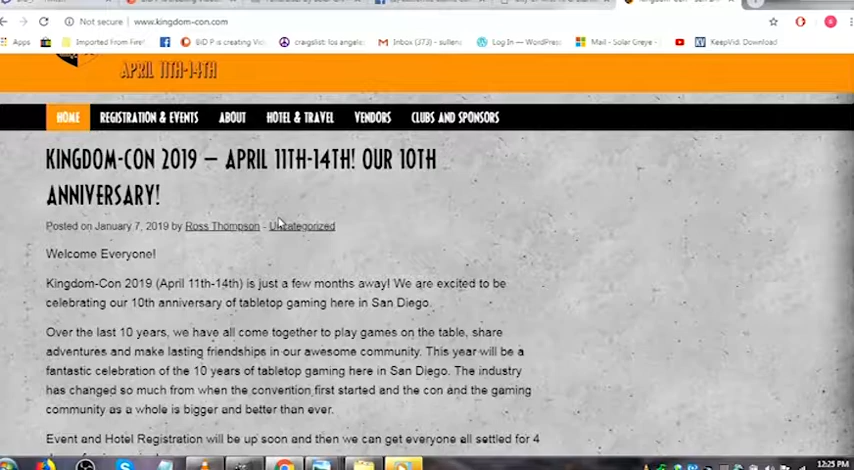 Not secure | www.kingdom-con.com
Apps Imported From Firef BiD P is creating Vi craigslist: los angele Inbox (373) - sullen Log In — WordPress Mail - Solar Greye - KeepVid: Download
APRIL 11TH-14TH
HOME REGISTRATION & EVENTS ABOUT HOTEL & TRAVEL VENDORS CLUBS AND SPONSORS
KINGDOM-CON 2019 – APRIL 11TH-14TH! OUR 10TH
ANNIVERSARY!
Posted on January 7, 2019 by Ross Thompson - Uncategorized
Welcome Everyone!
Kingdom-Con 2019 (April 11th-14th) is just a few months away! We are excited to be
celebrating our 10th anniversary of tabletop gaming here in San Diego.
Over the last 10 years, we have all come together to play games on the table, share
adventures and make lasting friendships in our awesome community. This year will be a
fantastic celebration of the 10 years of tabletop gaming here in San Diego. The industry
has changed so much from when the convention first started and the con and the gaming
community as a whole is bigger and better than ever.
Event and Hotel Registration will be up soon and then we can get everyone all settled for 4
12:25 PM